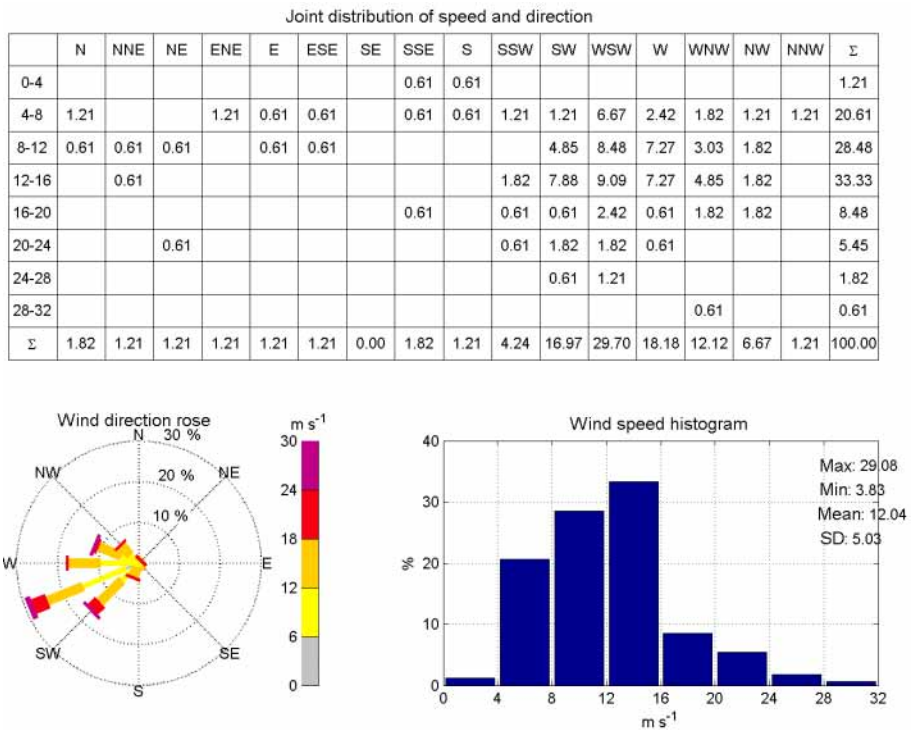 Joint distribution of speed and direction
N NNE NE ENE E ESE SE SSE S SSW SW WSW W WNW NW NNW Σ
0-4 0.61 0.61 1.21
4-8 1.21 1.21 0.61 0.61 0.61 0.61 1.21 1.21 6.67 2.42 1.82 1.21 1.21 20.61
8-12 0.61 0.61 0.61 0.61 0.61 4.85 8.48 7.27 3.03 1.82 28.48
12-16 0.61 1.82 7.88 9.09 7.27 4.85 1.82 33.33
16-20 0.61 0.61 0.61 2.42 0.61 1.82 1.82 8.48
20-24 0.61 0.61 1.82 1.82 0.61 5.45
24-28 0.61 1.21 1.82
28-32 0.61 0.61
Σ 1.82 1.21 1.21 1.21 1.21 1.21 0.00 1.82 1.21 4.24 16.97 29.70 18.18 12.12 6.67 1.21 100.00
Wind direction rose
N
30 %
NW
20 %
NE
10 %
W
E
SW
SE
S
m s⁻¹
30
24
18
12
6
0
Wind speed histogram
40
30
20
10
0
%
Max: 29.08
Min: 3.83
Mean: 12.04
SD: 5.03
0 4 8 12 16 20 24 28 32
m s⁻¹